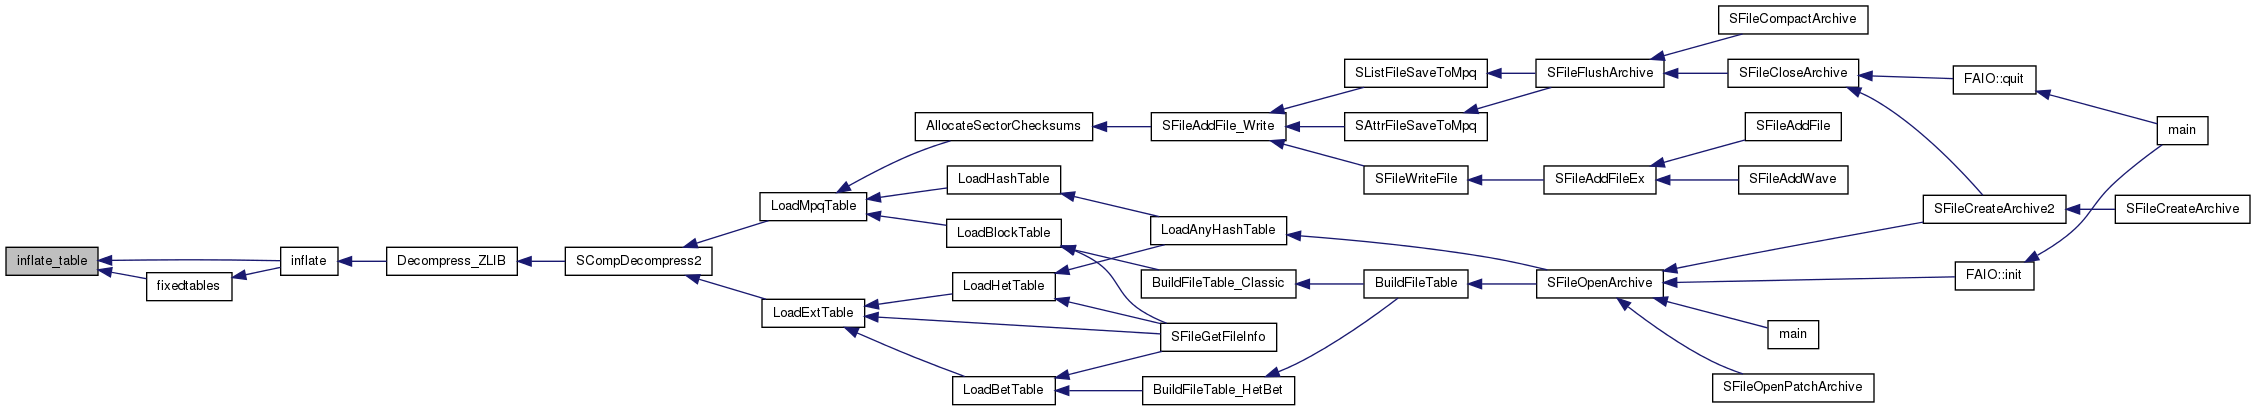 SFileCompactArchive
SListFileSaveToMpq
SFileFlushArchive
SFileCloseArchive
FAIO::quit
AllocateSectorChecksums
SFileAddFile_Write
SAttrFileSaveToMpq
SFileAddFile
main
LoadHashTable
SFileWriteFile
SFileAddFileEx
SFileAddWave
LoadMpqTable
SFileCreateArchive2
SFileCreateArchive
LoadBlockTable
LoadAnyHashTable
inflate_table
inflate
Decompress_ZLIB
SCompDecompress2
fixedtables
LoadHetTable
BuildFileTable_Classic
BuildFileTable
SFileOpenArchive
FAIO::init
LoadExtTable
SFileGetFileInfo
main
LoadBetTable
BuildFileTable_HetBet
SFileOpenPatchArchive